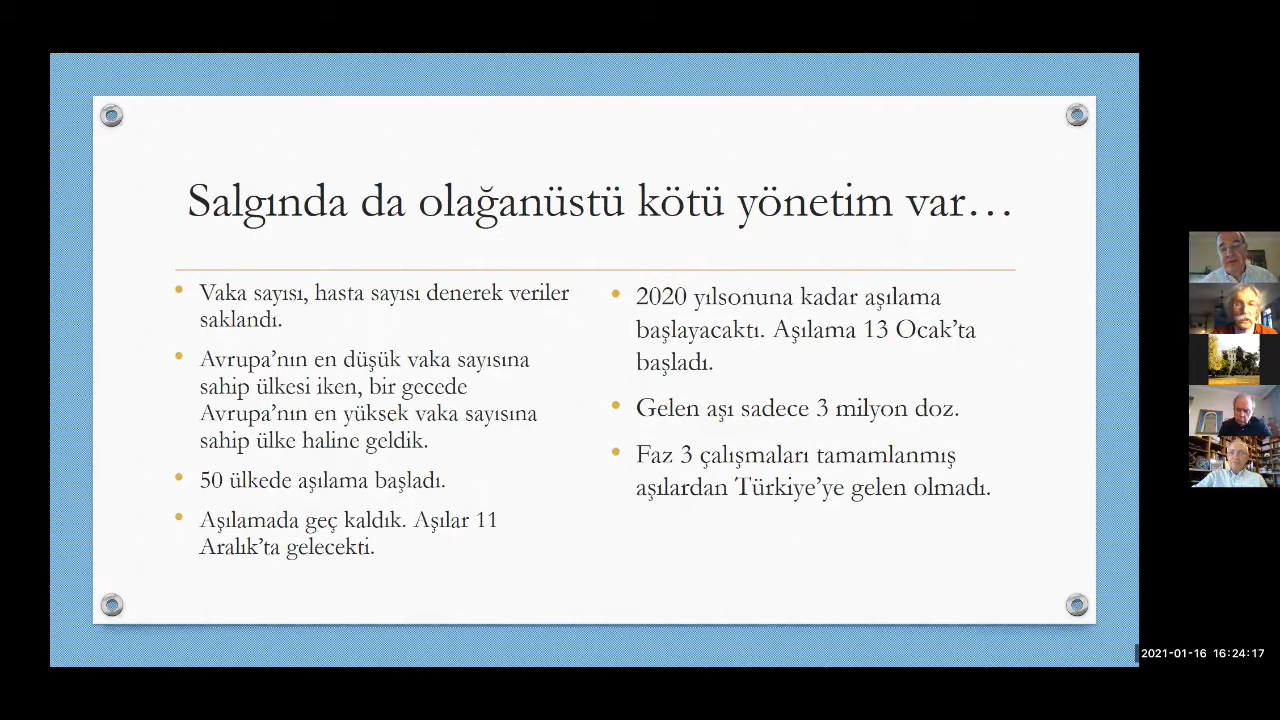 Salgında da olağanüstü kötü yönetim var…
Vaka sayısı, hasta sayısı denerek veriler
saklandı.
Avrupa’nın en düşük vaka sayısına
sahip ülkesi iken, bir gecede
Avrupa’nın en yüksek vaka sayısına
sahip ülke haline geldik.
50 ülkede aşılama başladı.
Aşılamada geç kaldık. Aşılar 11
Aralık’ta gelecekti.
2020 yılsonuna kadar aşılama
başlayacaktı. Aşılama 13 Ocak’ta
başladı.
Gelen aşı sadece 3 milyon doz.
Faz 3 çalışmaları tamamlanmış
aşılardan Türkiye’ye gelen olmadı.
2021-01-16 16:24:17